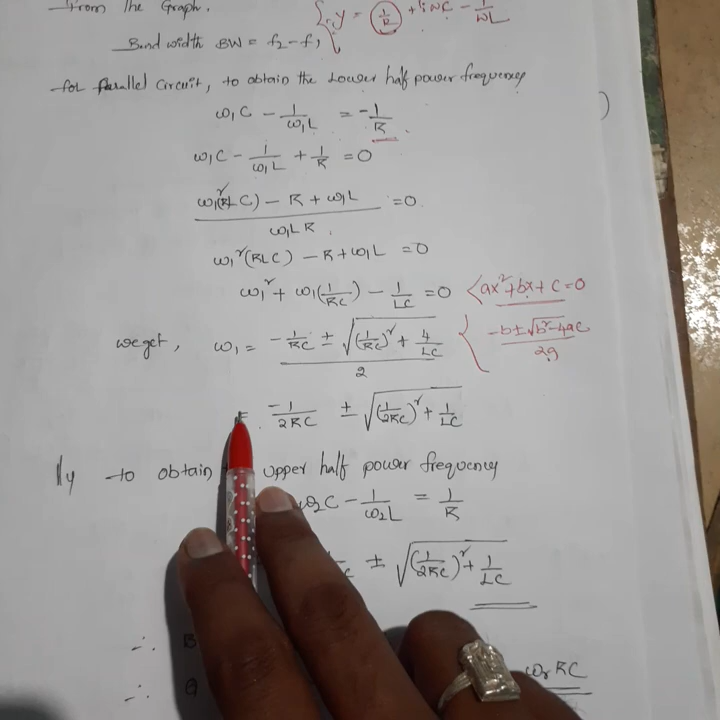 From the Graph.
y = 1/R + jωC - 1/ωL
Band width BW = f₂-f₁
for Parallel Circuit, to obtain the Lower half power frequency
ω₁C - 1/ω₁L = -1/R
ω₁C - 1/ω₁L + 1/R = 0
(ω₁²(RLC) - R + ω₁L)/ω₁LR = 0
ω₁²(RLC) - R + ω₁L = 0
ω₁² + ω₁(1/RC) - 1/LC = 0 <ax²+bx+c=0
we get, ω₁ = (-1/RC ± √((1/RC)² + 4/LC))/2 { (-b±√b²-4ac)/2a
= -1/2RC ± √((1/2RC)² + 1/LC)
||ly to obtain upper half power frequency
ω₂C - 1/ω₂L = 1/R
± √((1/2RC)² + 1/LC)
∴ B
∴ Q ω₀RC